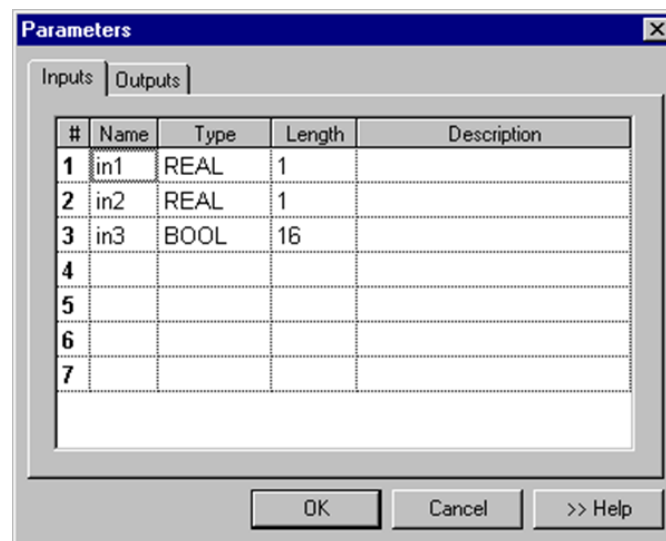 Parameters
Inputs Outputs
# Name Type Length Description
1 in1 REAL 1
2 in2 REAL 1
3 in3 BOOL 16
4
5
6
7
OK Cancel >> Help